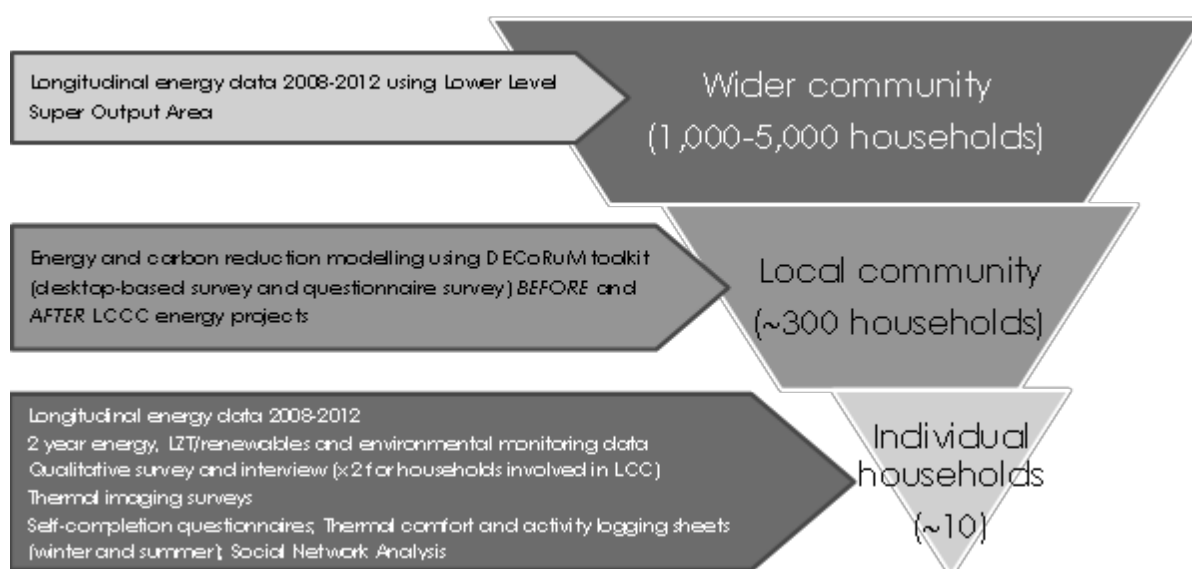 Longitudinal energy data 2008-2012 using Lower Level
Super Output Area
Wider community
(1,000-5,000 households)
Energy and carbon reduction modelling using DECoRuM toolkit
(desktop-based survey and questionnaire survey) BEFORE and
AFTER LCCC energy projects
Local community
(~300 households)
Longitudinal energy data 2008-2012
2 year energy, LZT/renewables and environmental monitoring data
Qualitative survey and interview (x2 for households involved in LCC)
Thermal imaging surveys
Self-completion questionnaires; Thermal comfort and activity logging sheets
(winter and summer); Social Network Analysis
Individual
households
(~10)